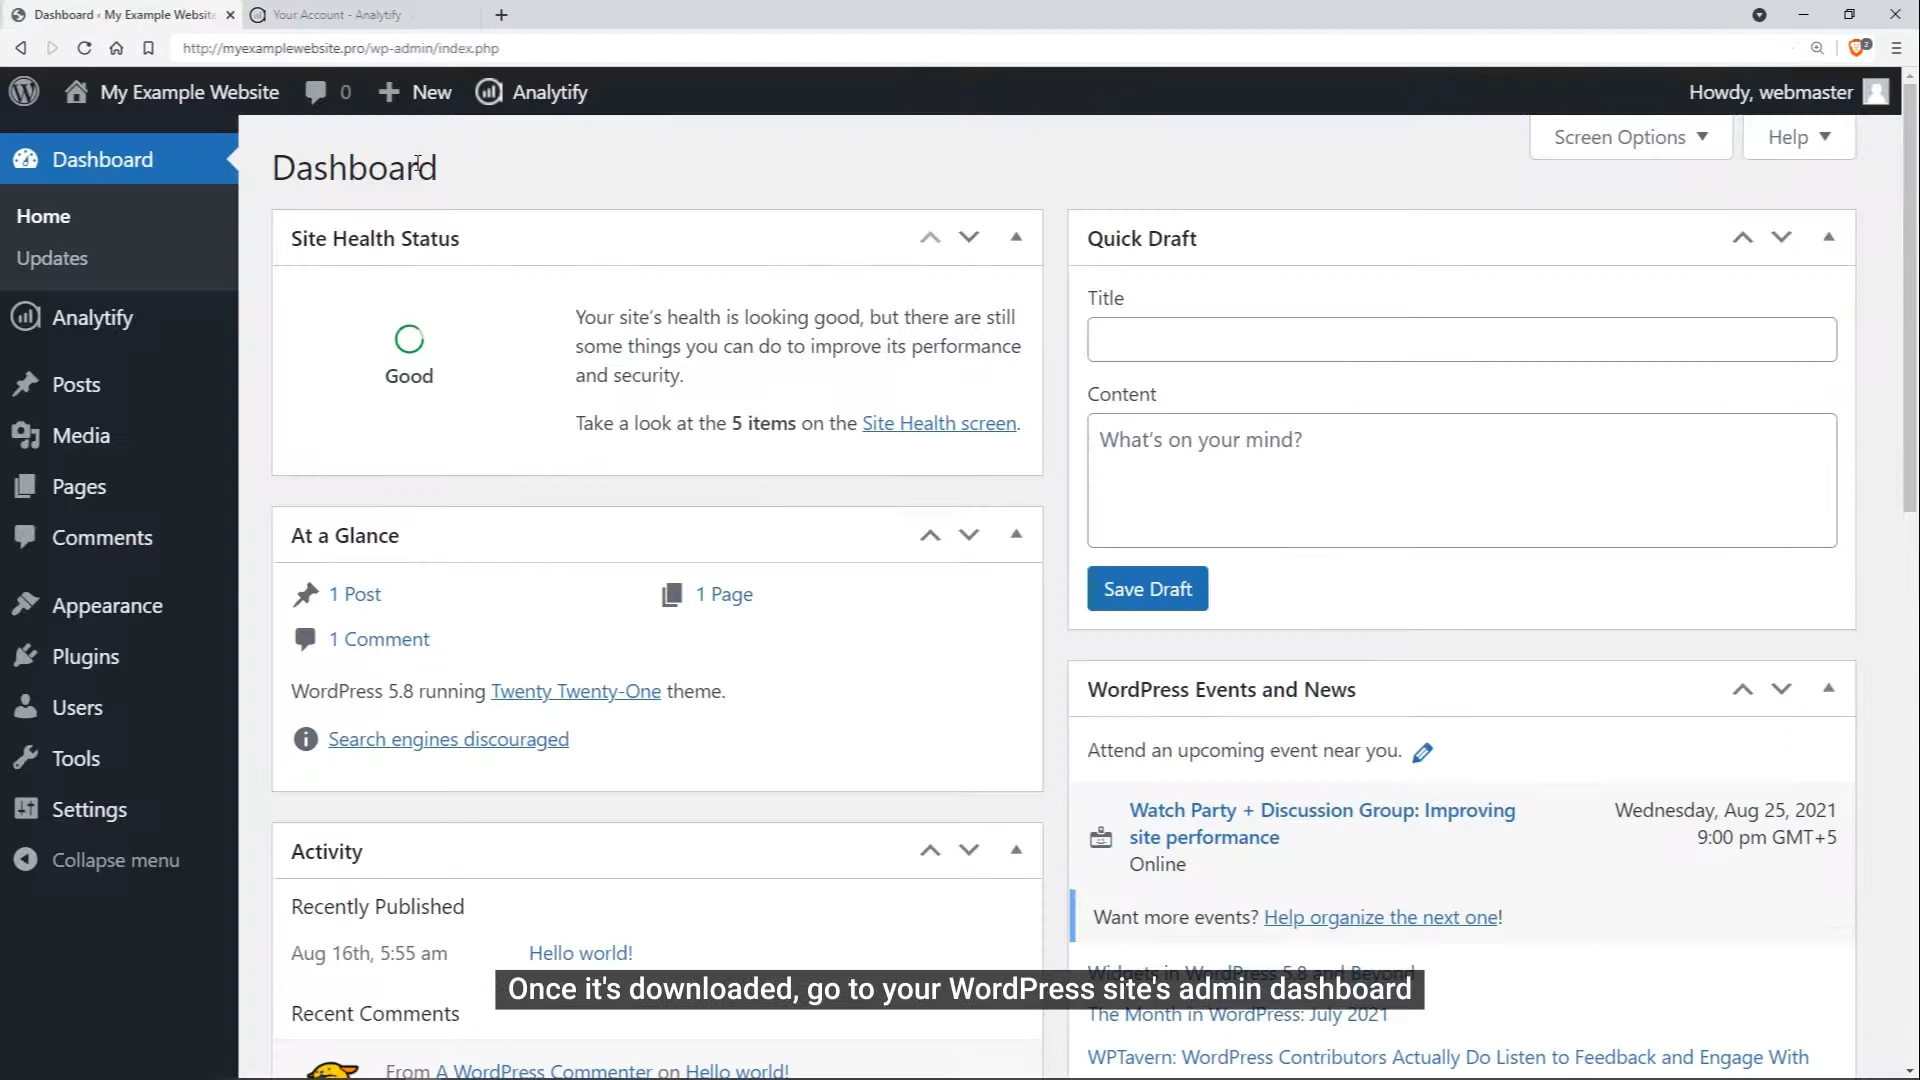 Dashboard ‹ My Example Website
Your Account - Analytify
http://myexamplewebsite.pro/wp-admin/index.php
2
My Example Website
0
New
Analytify
Howdy, webmaster
Dashboard
Home
Updates
Analytify
Posts
Media
Pages
Comments
Appearance
Plugins
Users
Tools
Settings
Collapse menu
Screen Options
Help
Dashboard
Site Health Status
Good
Your site's health is looking good, but there are still
some things you can do to improve its performance
and security.
Take a look at the 5 items on the Site Health screen.
At a Glance
1 Post
1 Page
1 Comment
WordPress 5.8 running Twenty Twenty-One theme.
Search engines discouraged
Activity
Recently Published
Aug 16th, 5:55 am
Hello world!
Recent Comments
From A WordPress Commenter on Hello world!
Quick Draft
Title
Content
What's on your mind?
Save Draft
WordPress Events and News
Attend an upcoming event near you.
Watch Party + Discussion Group: Improving
site performance
Online
Wednesday, Aug 25, 2021
9:00 pm GMT+5
Want more events? Help organize the next one!
Widgets in WordPress 5.8 and Beyond
The Month in WordPress: July 2021
WPTavern: WordPress Contributors Actually Do Listen to Feedback and Engage With
Once it's downloaded, go to your WordPress site's admin dashboard